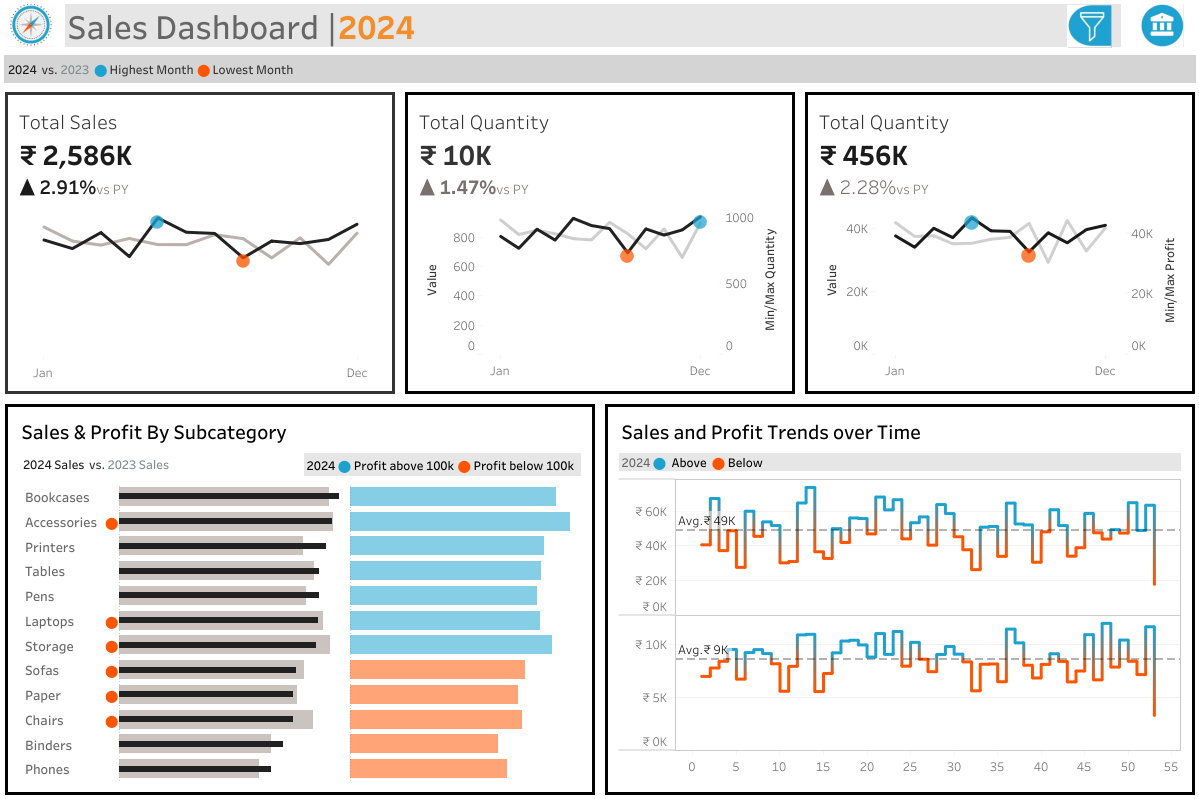 Sales Dashboard |2024
2024 vs. 2023 Highest Month Lowest Month
Total Sales
₹ 2,586K
▲ 2.91% vs PY
Jan Dec
Total Quantity
₹ 10K
▲ 1.47% vs PY
800
600
400
200
0
Value
1000
500
0
Min/Max Quantity
Jan Dec
Total Quantity
₹ 456K
▲ 2.28% vs PY
40K
20K
0K
Value
40K
20K
0K
Min/Max Profit
Jan Dec
Sales & Profit By Subcategory
2024 Sales vs. 2023 Sales
2024 Profit above 100k Profit below 100k
Bookcases
Accessories
Printers
Tables
Pens
Laptops
Storage
Sofas
Paper
Chairs
Binders
Phones
Sales and Profit Trends over Time
2024 Above Below
₹ 60K
Avg.₹ 49K
₹ 40K
₹ 20K
₹ 0K
₹ 10K
Avg.₹ 9K
₹ 5K
₹ 0K
0 5 10 15 20 25 30 35 40 45 50 55